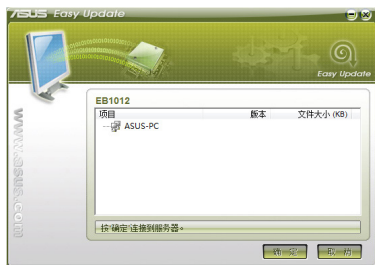 ASUS Easy Update
Easy Update
EB1012
项目 版本 文件大小 (KB)
ASUS-PC
按"确定"连接到服务器。
确 定 取 消
www.asus.com